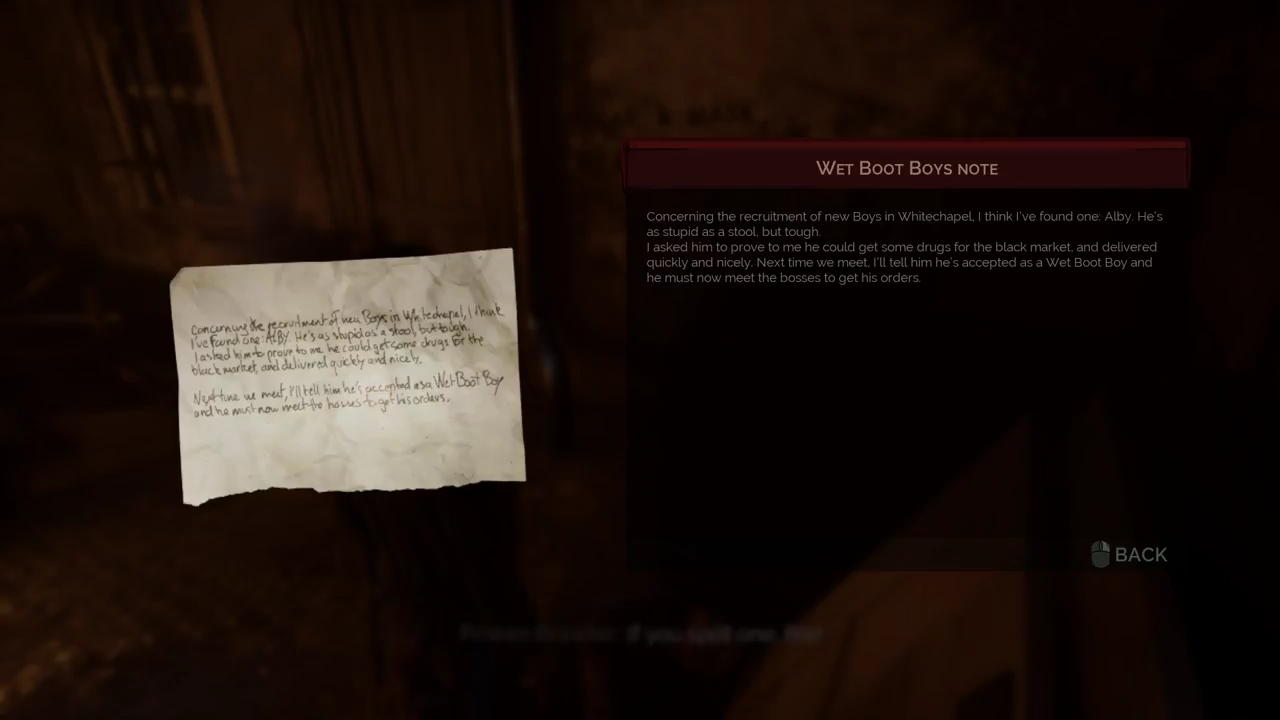 WET BOOT BOYS NOTE
Concerning the recruitment of new Boys in Whitechapel, I think I've found one: Alby. He's
as stupid as a stool, but tough.
I asked him to prove to me he could get some drugs for the black market, and delivered
quickly and nicely. Next time we meet, I'll tell him he's accepted as a Wet Boot Boy and
he must now meet the bosses to get his orders.
Concerning the recruitment of new Boys in Whitechapel, I think
I've found one: ALBY. He's as stupid as a stool, but tough.
I asked him to prove to me he could get some drugs for the
black market, and delivered quickly and nicely.
Next time we meet, I'll tell him he's accepted as a Wet Boot Boy
and he must now meet the bosses to get his orders.
BACK